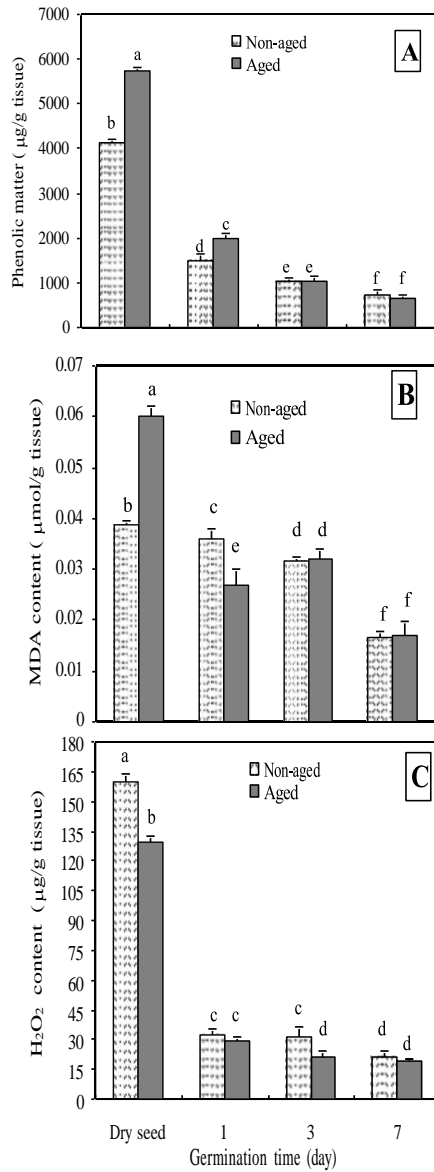 7000
6000
5000
4000
3000
2000
1000
0
Phenolic matter ( μg/g tissue)
Non-aged
Aged
A
b a
d c
e e
f f
0.07
0.06
0.05
0.04
0.03
0.02
0.01
0
MDA content ( μmol/g tissue)
Non-aged
Aged
B
b a
c e
d d
f f
180
165
150
135
120
105
90
75
60
45
30
15
0
H₂O₂ content (μg/g tissue)
Non-aged
Aged
C
a b
c c
c d
d d
Dry seed 1 3 7
Germination time (day)